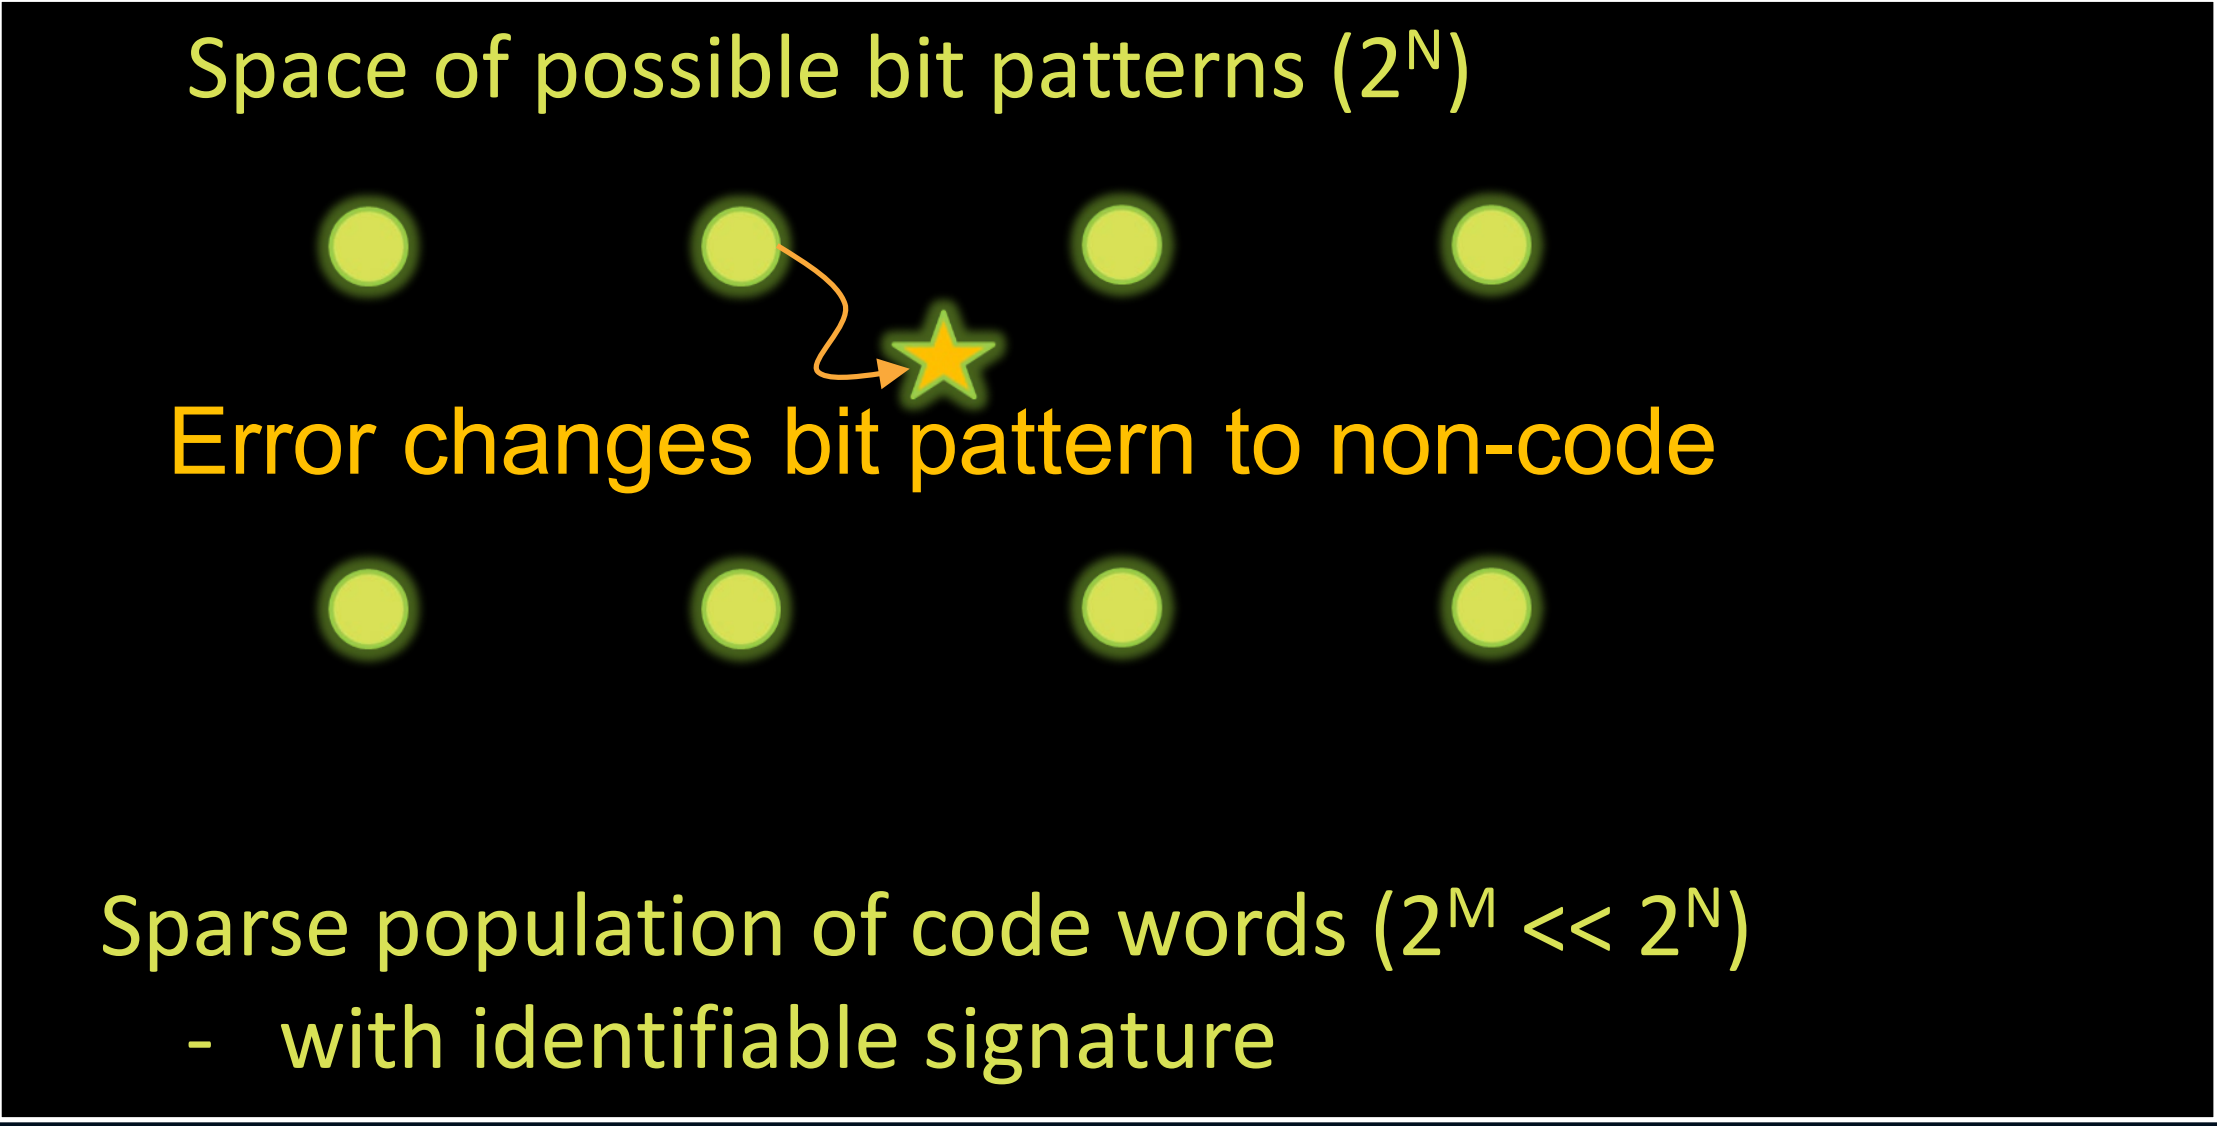 Space of possible bit patterns (2^N)
Error changes bit pattern to non-code
Sparse population of code words (2^M << 2^N)
- with identifiable signature